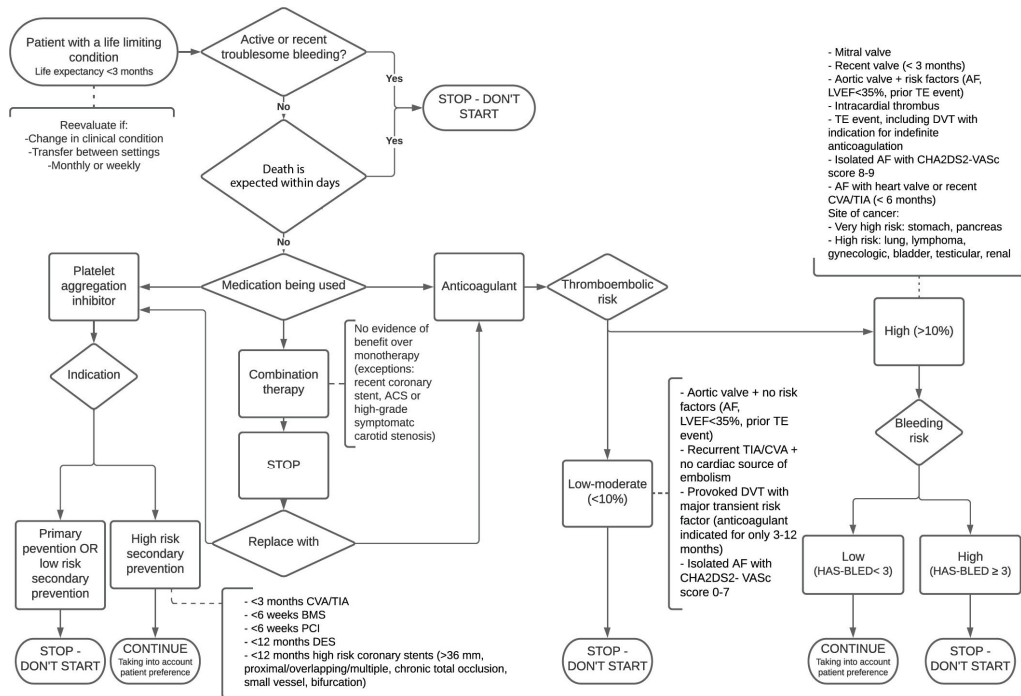 Patient with a life limiting
condition
Life expectancy <3 months
Active or recent
troublesome bleeding?
Yes
No
STOP - DON'T
START
Yes
Reevaluate if:
-Change in clinical condition
-Transfer between settings
-Monthly or weekly
Death is
expected within days
No
- Mitral valve
- Recent valve (< 3 months)
- Aortic valve + risk factors (AF,
LVEF<35%, prior TE event)
- Intracardial thrombus
- TE event, including DVT with
indication for indefinite
anticoagulation
- Isolated AF with CHA2DS2-VASc
score 8-9
- AF with heart valve or recent
CVA/TIA (< 6 months)
Site of cancer:
- Very high risk: stomach, pancreas
- High risk: lung, lymphoma,
gynecologic, bladder, testicular, renal
Platelet
aggregation
inhibitor
Medication being used
Anticoagulant
Thromboembolic
risk
High (>10%)
Indication
Combination
therapy
No evidence of
benefit over
monotherapy
(exceptions:
recent coronary
stent, ACS or
high-grade
symptomatc
carotid stenosis)
STOP
Replace with
Low-moderate
(<10%)
- Aortic valve + no risk
factors (AF,
LVEF<35%, prior TE
event)
- Recurrent TIA/CVA +
no cardiac source of
embolism
- Provoked DVT with
major transient risk
factor (anticoagulant
indicated for only 3-12
months)
- Isolated AF with
CHA2DS2- VASc
score 0-7
Bleeding
risk
Primary
pevention OR
low risk
secondary
prevention
High risk
secondary
prevention
Low
(HAS-BLED< 3)
High
(HAS-BLED ≥ 3)
- <3 months CVA/TIA
- <6 weeks BMS
- <6 weeks PCI
- <12 months DES
- <12 months high risk coronary stents (>36 mm,
proximal/overlapping/multiple, chronic total occlusion,
small vessel, bifurcation)
STOP -
DON'T START
CONTINUE
Taking into account
patient preference
STOP -
DON'T START
CONTINUE
Taking into account
patient preference
STOP -
DON'T START